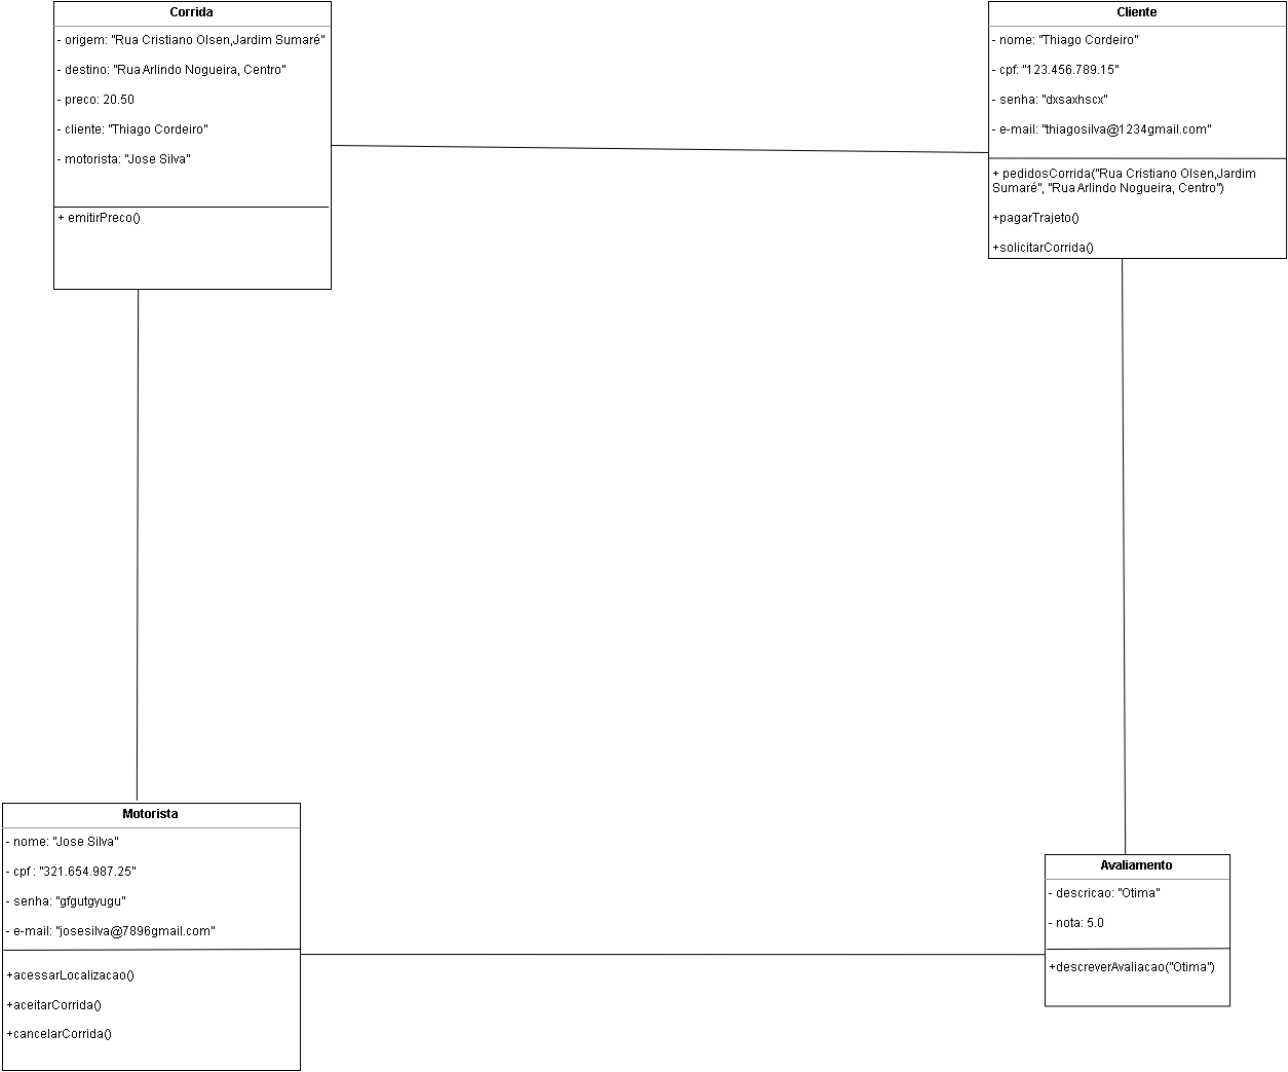 Corrida
- origem: "Rua Cristiano Olsen,Jardim Sumaré"
- destino: "Rua Arlindo Nogueira, Centro"
- preco: 20.50
- cliente: "Thiago Cordeiro"
- motorista: "Jose Silva"
+ emitirPreco()
Cliente
- nome: "Thiago Cordeiro"
- cpf: "123.456.789.15"
- senha: "dxsaxhscx"
- e-mail: "thiagosilva@1234gmail.com"
+ pedidosCorrida("Rua Cristiano Olsen,Jardim
Sumaré", "Rua Arlindo Nogueira, Centro")
+pagarTrajeto()
+solicitarCorrida()
Motorista
- nome: "Jose Silva"
- cpf : "321.654.987.25"
- senha: "gfgutgyugu"
- e-mail: "josesilva@7896gmail.com"
+acessarLocalizacao()
+aceitarCorrida()
+cancelarCorrida()
Avaliamento
- descricao: "Otima"
- nota: 5.0
+descreverAvaliacao("Otima")